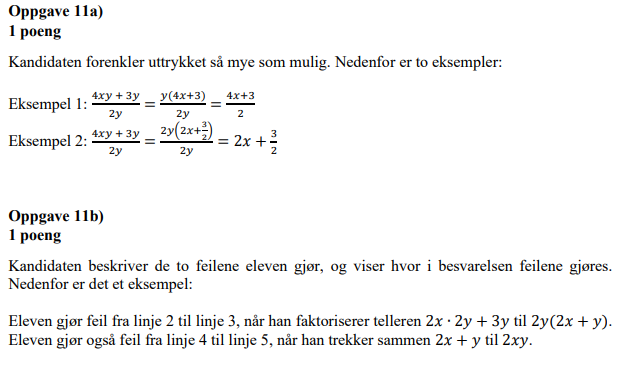 Oppgave 11a)
1 poeng
Kandidaten forenkler uttrykket så mye som mulig. Nedenfor er to eksempler:
Eksempel 1: \frac{4xy + 3y}{2y} = \frac{y(4x+3)}{2y} = \frac{4x+3}{2}
Eksempel 2: \frac{4xy + 3y}{2y} = \frac{2y(2x+\frac{3}{2})}{2y} = 2x + \frac{3}{2}
Oppgave 11b)
1 poeng
Kandidaten beskriver de to feilene eleven gjør, og viser hvor i besvarelsen feilene gjøres.
Nedenfor er det et eksempel:
Eleven gjør feil fra linje 2 til linje 3, når han faktoriserer telleren 2x · 2y + 3y til 2y(2x + y).
Eleven gjør også feil fra linje 4 til linje 5, når han trekker sammen 2x + y til 2xy.